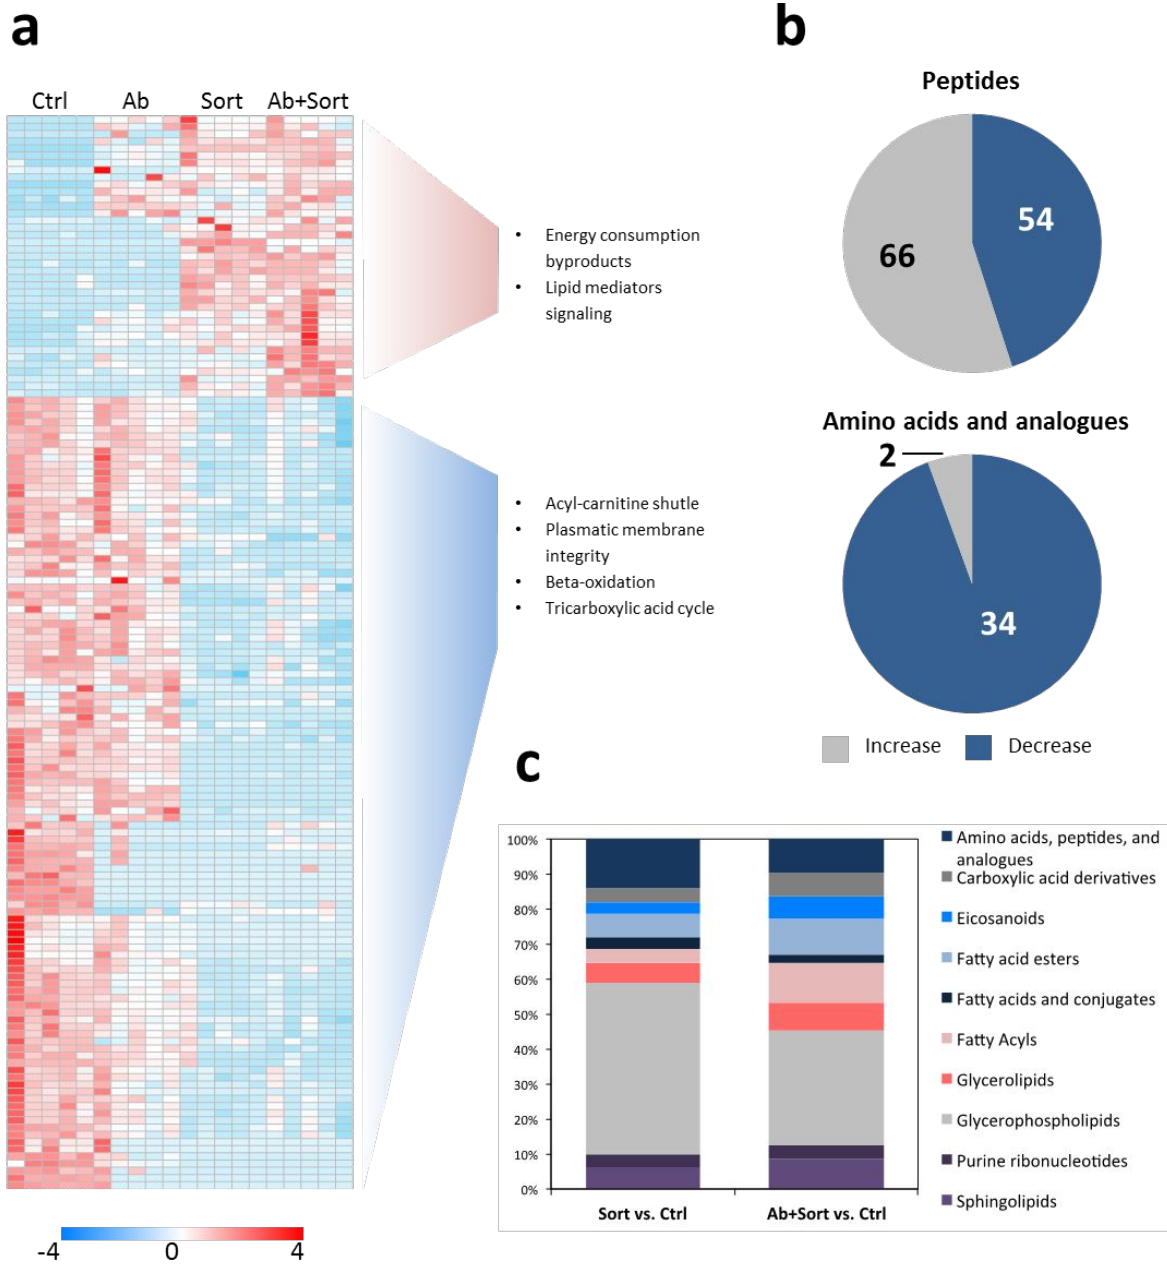 a
Ctrl
Ab
Sort
Ab+Sort
• Energy consumption
byproducts
• Lipid mediators
signaling
• Acyl-carnitine shutle
• Plasmatic membrane
integrity
• Beta-oxidation
• Tricarboxylic acid cycle
-4
0
4
b
Peptides
54
66
Amino acids and analogues
2
34
Increase
Decrease
c
100%
90%
80%
70%
60%
50%
40%
30%
20%
10%
0%
Sort vs. Ctrl
Ab+Sort vs. Ctrl
Amino acids, peptides, and
analogues
Carboxylic acid derivatives
Eicosanoids
Fatty acid esters
Fatty acids and conjugates
Fatty Acyls
Glycerolipids
Glycerophospholipids
Purine ribonucleotides
Sphingolipids